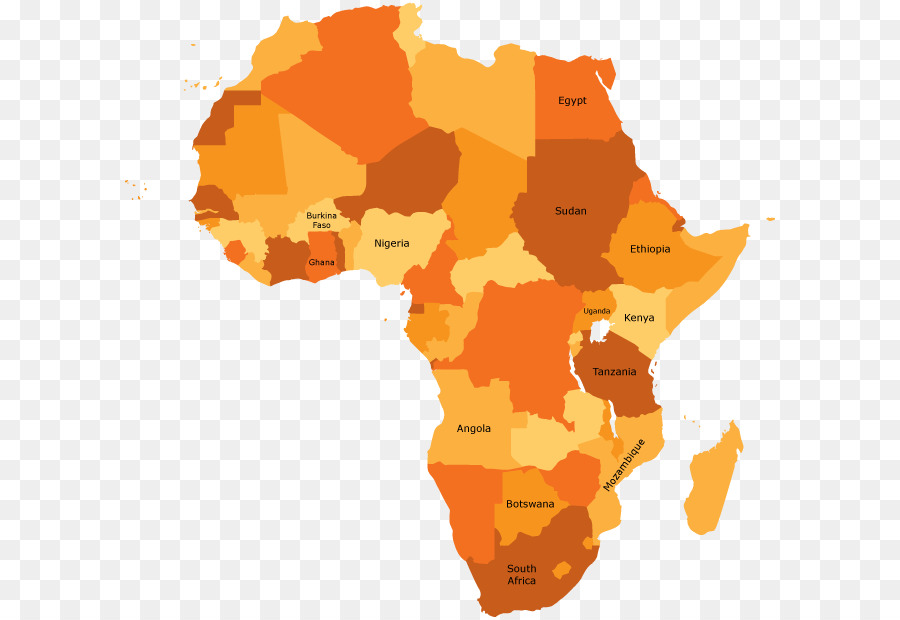 Egypt
Sudan
Burkina
Faso
Nigeria
Ethiopia
Ghana
Uganda
Kenya
Tanzania
Angola
Mozambique
Botswana
South
Africa